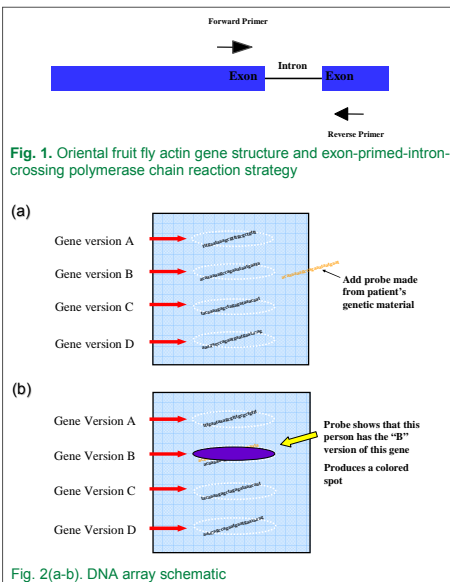 Forward Primer
Intron
Exon
Exon
Reverse Primer
Fig. 1. Oriental fruit fly actin gene structure and exon-primed-intron-
crossing polymerase chain reaction strategy
(a)
Gene version A
Gene version B
Gene version C
Gene version D
Add probe made
from patient's
genetic material
(b)
Gene Version A
Gene Version B
Gene Version C
Gene Version D
Probe shows that this
person has the “B”
version of this gene
Produces a colored
spot
Fig. 2(a-b). DNA array schematic